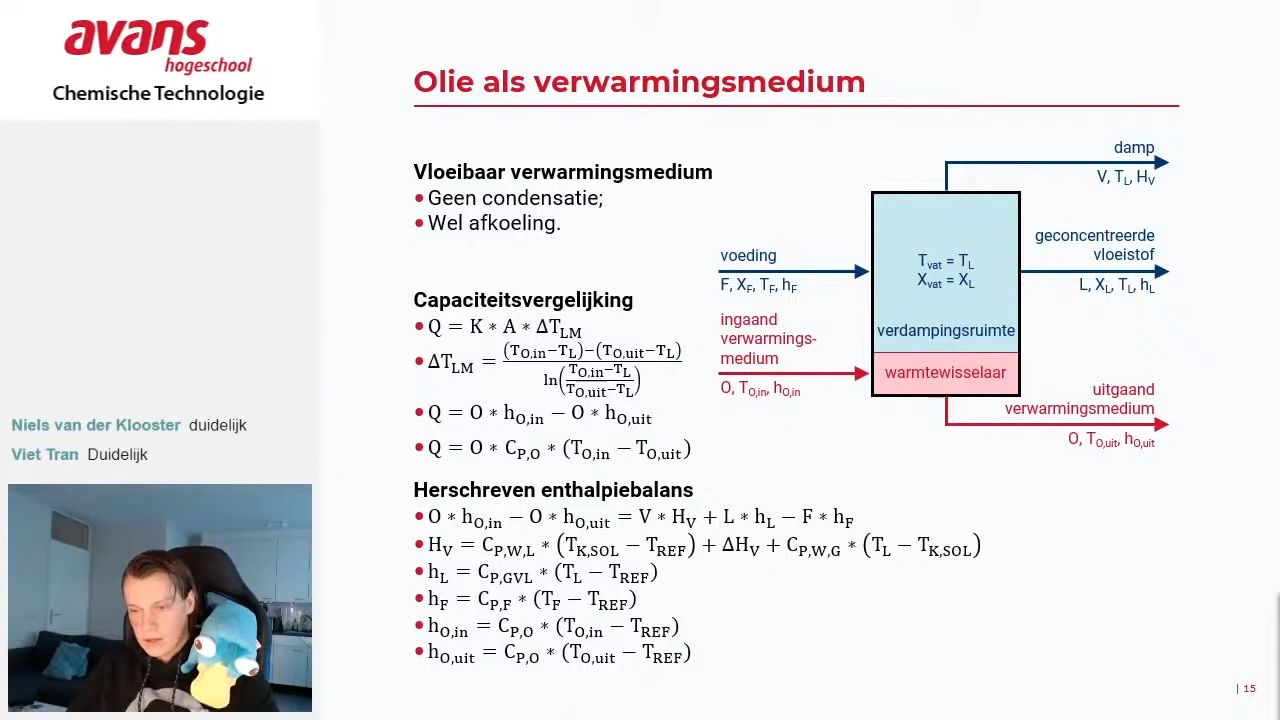 avans
hogeschool
Chemische Technologie
Olie als verwarmingsmedium
Vloeibaar verwarmingsmedium
• Geen condensatie;
• Wel afkoeling.
Capaciteitsvergelijking
• Q = K ∗ A ∗ ΔT_LM
• ΔT_LM = ((T_O,in − T_L) − (T_O,uit − T_L)) / ln((T_O,in − T_L) / (T_O,uit − T_L))
• Q = O ∗ h_O,in − O ∗ h_O,uit
• Q = O ∗ C_P,O ∗ (T_O,in − T_O,uit)
Herschreven enthalpiebalans
• O ∗ h_O,in − O ∗ h_O,uit = V ∗ H_V + L ∗ h_L − F ∗ h_F
• H_V = C_P,W,L ∗ (T_K,SOL − T_REF) + ΔH_V + C_P,W,G ∗ (T_L − T_K,SOL)
• h_L = C_P,GVL ∗ (T_L − T_REF)
• h_F = C_P,F ∗ (T_F − T_REF)
• h_O,in = C_P,O ∗ (T_O,in − T_REF)
• h_O,uit = C_P,O ∗ (T_O,uit − T_REF)
damp
V, T_L, H_V
geconcentreerde
vloeistof
L, X_L, T_L, h_L
voeding
F, X_F, T_F, h_F
T_vat = T_L
X_vat = X_L
verdampingsruimte
ingaand
verwarmings-
medium
O, T_O,in, h_O,in
warmtewisselaar
uitgaand
verwarmingsmedium
O, T_O,uit, h_O,uit
Niels van der Klooster duidelijk
Viet Tran Duidelijk
| 15